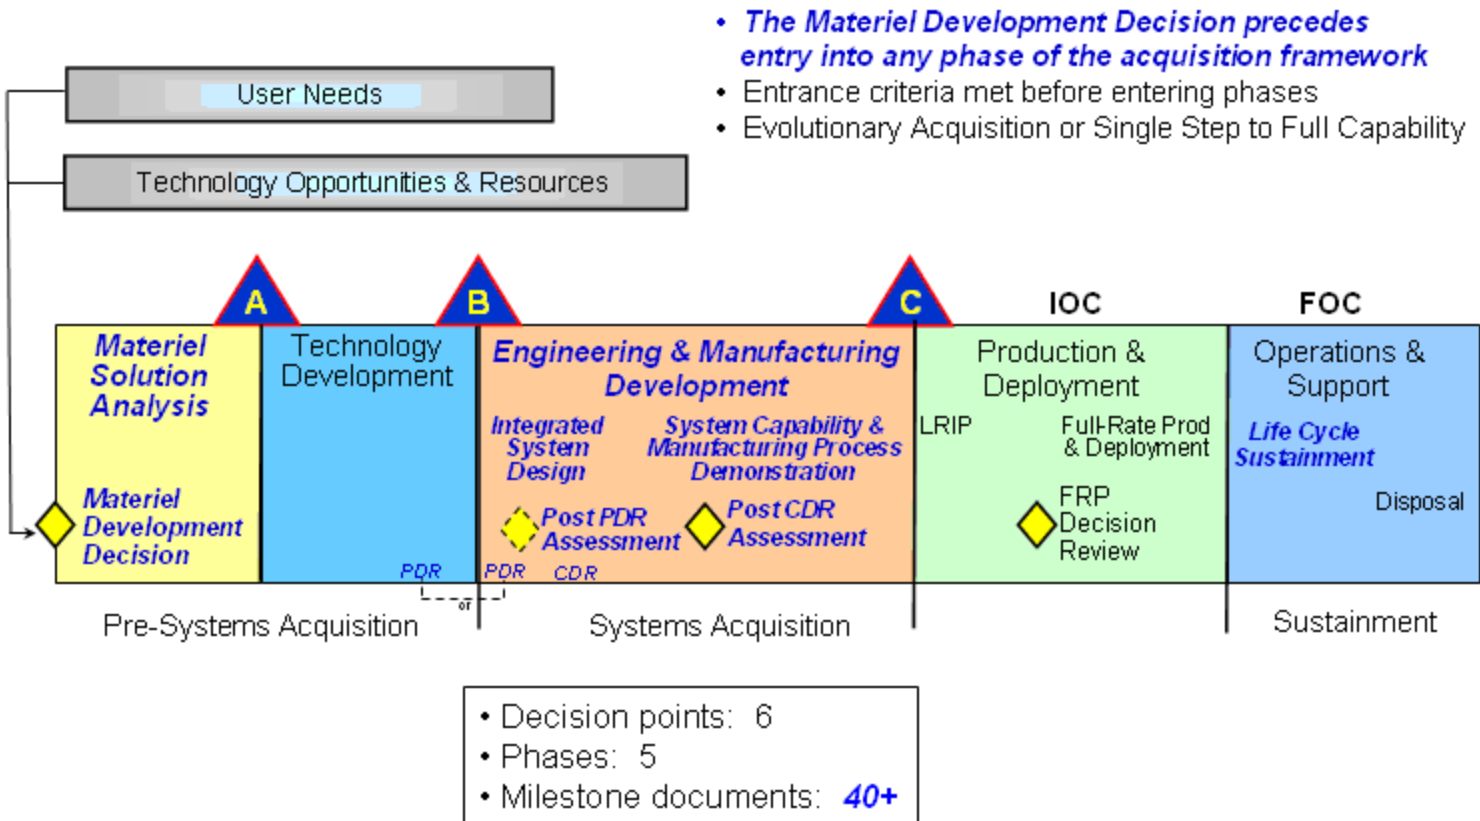 • The Materiel Development Decision precedes
entry into any phase of the acquisition framework
• Entrance criteria met before entering phases
• Evolutionary Acquisition or Single Step to Full Capability
User Needs
Technology Opportunities & Resources
A
B
C
IOC
FOC
Materiel
Solution
Analysis
Materiel
Development
Decision
Technology
Development
PDR
or
Engineering & Manufacturing
Development
Integrated
System
Design
System Capability &
Manufacturing Process
Demonstration
Post PDR
Assessment
Post CDR
Assessment
PDR
CDR
Production &
Deployment
LRIP
Full-Rate Prod
& Deployment
FRP
Decision
Review
Operations &
Support
Life Cycle
Sustainment
Disposal
Pre-Systems Acquisition
Systems Acquisition
Sustainment
• Decision points: 6
• Phases: 5
• Milestone documents: 40+